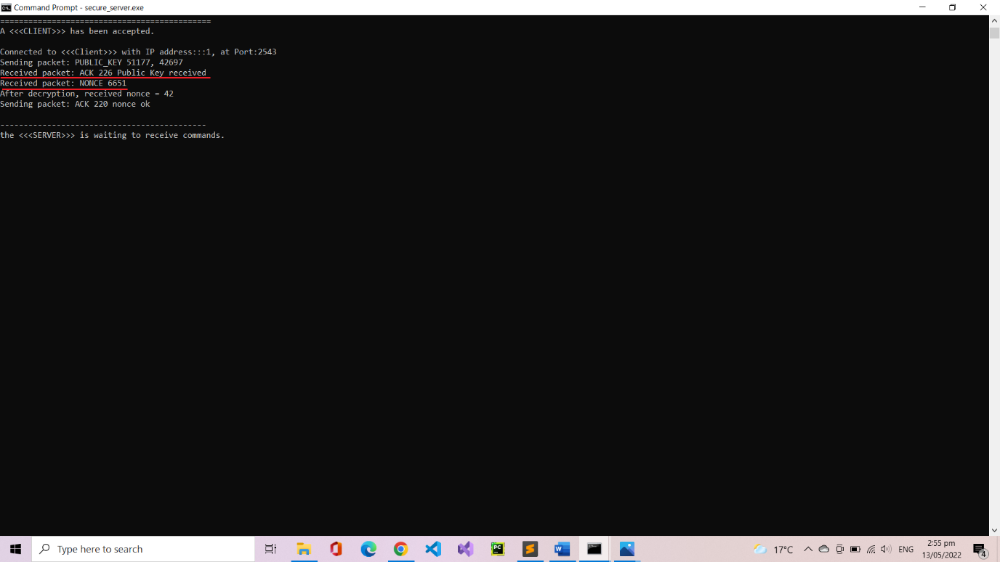 Command Prompt - secure_server.exe
=============================================
A <<<CLIENT>>> has been accepted.
Connected to <<<Client>>> with IP address:::1, at Port:2543
Sending packet: PUBLIC_KEY 51177, 42697
Received packet: ACK 226 Public Key received
Received packet: NONCE 6651
After decryption, received nonce = 42
Sending packet: ACK 220 nonce ok
--------------------------------------------
the <<<SERVER>>> is waiting to receive commands.
Type here to search
17°C
ENG
2:55 pm
13/05/2022
4